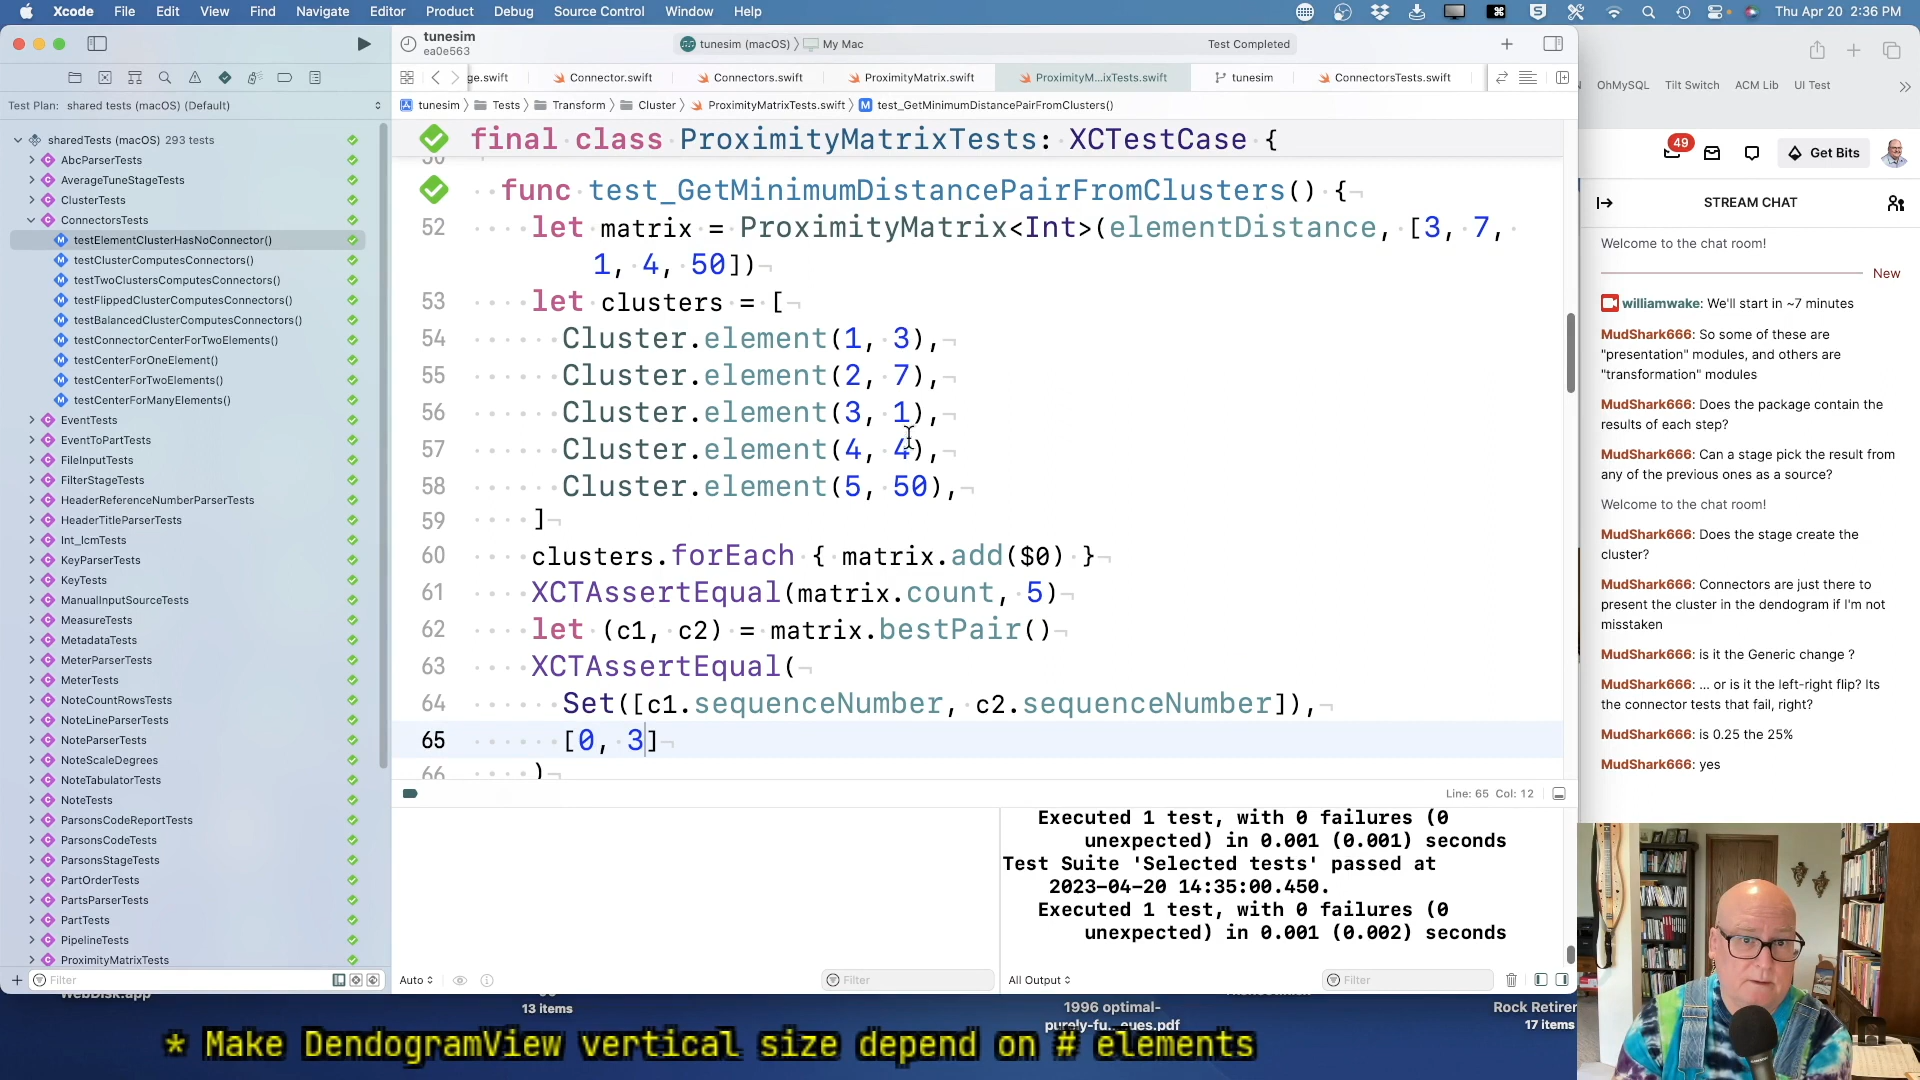 Xcode File Edit View Find Navigate Editor Product Debug Source Control Window Help
Thu Apr 20 2:36 PM
tunesim
ea0e563
tunesim (macOS) My Mac
Test Completed
ge.swift Connector.swift Connectors.swift ProximityMatrix.swift ProximityM...ixTests.swift tunesim ConnectorsTests.swift
Test Plan: shared tests (macOS) (Default)
tunesim Tests Transform Cluster ProximityMatrixTests.swift test_GetMinimumDistancePairFromClusters()
sharedTests (macOS) 293 tests
AbcParserTests
AverageTuneStageTests
ClusterTests
ConnectorsTests
testElementClusterHasNoConnector()
testClusterComputesConnectors()
testTwoClustersComputesConnectors()
testFlippedClusterComputesConnectors()
testBalancedClusterComputesConnectors()
testConnectorCenterForTwoElements()
testCenterForOneElement()
testCenterForTwoElements()
testCenterForManyElements()
EventTests
EventToPartTests
FileInputTests
FilterStageTests
HeaderReferenceNumberParserTests
HeaderTitleParserTests
Int_lcmTests
KeyParserTests
KeyTests
ManualInputSourceTests
MeasureTests
MetadataTests
MeterParserTests
MeterTests
NoteCountRowsTests
NoteLineParserTests
NoteParserTests
NoteScaleDegrees
NoteTabulatorTests
NoteTests
ParsonsCodeReportTests
ParsonsCodeTests
ParsonsStageTests
PartOrderTests
PartsParserTests
PartTests
PipelineTests
ProximityMatrixTests
Filter
final class ProximityMatrixTests: XCTestCase {
50
func test_GetMinimumDistancePairFromClusters() {
52 let matrix = ProximityMatrix<Int>(elementDistance, [3, 7,
1, 4, 50])
53 let clusters = [
54 Cluster.element(1, 3),
55 Cluster.element(2, 7),
56 Cluster.element(3, 1),
57 Cluster.element(4, 4),
58 Cluster.element(5, 50),
59 ]
60 clusters.forEach { matrix.add($0) }
61 XCTAssertEqual(matrix.count, 5)
62 let (c1, c2) = matrix.bestPair()
63 XCTAssertEqual(
64 Set([c1.sequenceNumber, c2.sequenceNumber]),
65 [0, 3]
66 )
Line: 65 Col: 12
Executed 1 test, with 0 failures (0
unexpected) in 0.001 (0.001) seconds
Test Suite 'Selected tests' passed at
2023-04-20 14:35:00.450.
Executed 1 test, with 0 failures (0
unexpected) in 0.001 (0.002) seconds
Auto Filter All Output Filter
OhMySQL Tilt Switch ACM Lib UI Test
49
Get Bits
STREAM CHAT
Welcome to the chat room!
New
williamwake: We'll start in ~7 minutes
MudShark666: So some of these are
"presentation" modules, and others are
"transformation" modules
MudShark666: Does the package contain the
results of each step?
MudShark666: Can a stage pick the result from
any of the previous ones as a source?
Welcome to the chat room!
MudShark666: Does the stage create the
cluster?
MudShark666: Connectors are just there to
present the cluster in the dendogram if I'm not
misstaken
MudShark666: is it the Generic change ?
MudShark666: ... or is it the left-right flip? Its
the connector tests that fail, right?
MudShark666: is 0.25 the 25%
MudShark666: yes
WebDisk.app
13 items
1996 optimal-
purely-fu...eues.pdf
Rock Retirer
17 items
* Make DendogramView vertical size depend on # elements